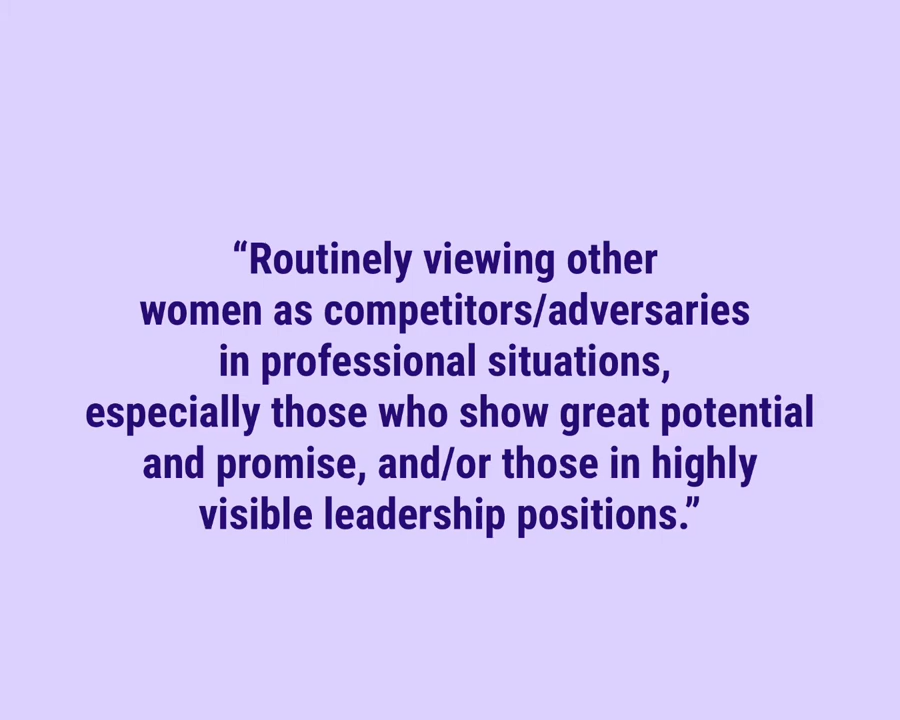 “Routinely viewing other
women as competitors/adversaries
in professional situations,
especially those who show great potential
and promise, and/or those in highly
visible leadership positions.”